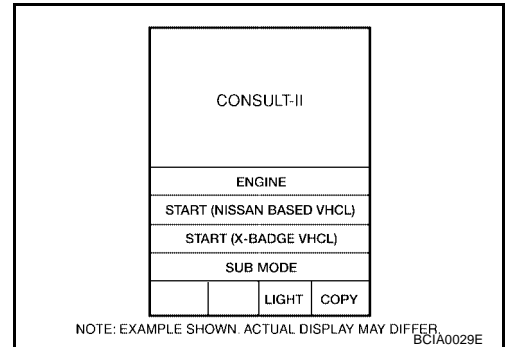 CONSULT-II
ENGINE
START (NISSAN BASED VHCL)
START (X-BADGE VHCL)
SUB MODE
LIGHT COPY
NOTE: EXAMPLE SHOWN. ACTUAL DISPLAY MAY DIFFER.
BCIA0029E